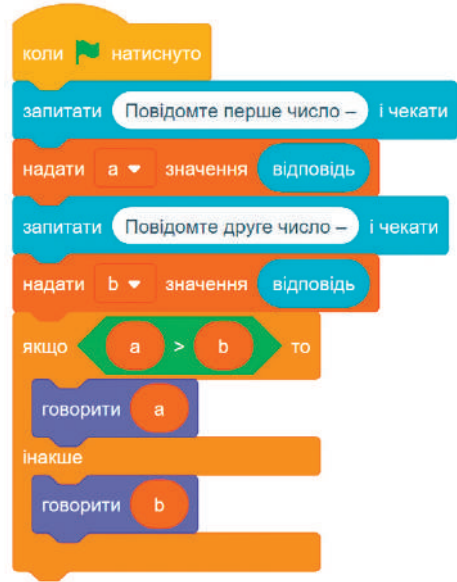 коли натиснуто
запитати Повідомте перше число – і чекати
надати a значення відповідь
запитати Повідомте друге число – і чекати
надати b значення відповідь
якщо a > b то
говорити a
інакше
говорити b